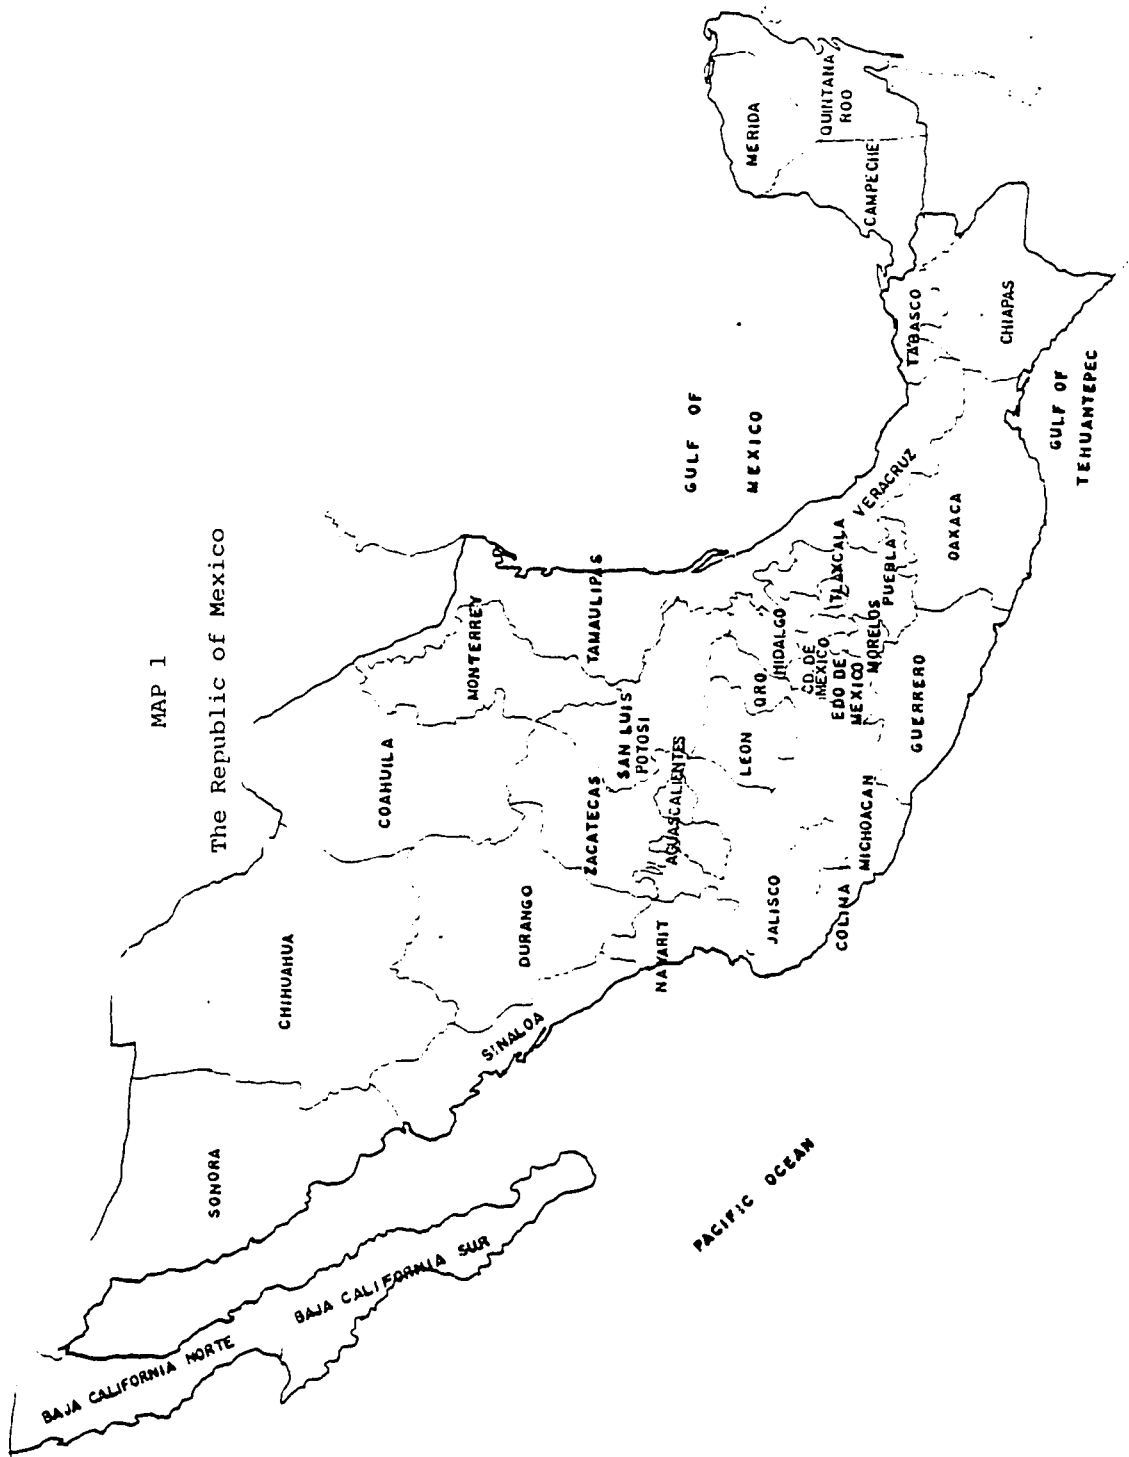 MAP 1
The Republic of Mexico
BAJA CALIFORNIA NORTE
BAJA CALIFORNIA SUR
SONORA
CHIHUAHUA
COAHUILA
MONTERREY
SINALOA
DURANGO
ZACATECAS
SAN LUIS
POTOSI
TAMAULIPAS
NAYARIT
AGUASCALIENTES
JALISCO
LEON
QRO.
HIDALGO
CD. DE
MEXICO
EDO DE
MEXICO
TLAXCALA
COLIMA
MICHOACAN
MORELOS
PUEBLA
VERACRUZ
GUERRERO
OAXACA
TABASCO
CHIAPAS
CAMPECHE
MERIDA
QUINTANA
ROO
GULF OF
MEXICO
GULF OF
TEHUANTEPEC
PACIFIC OCEAN